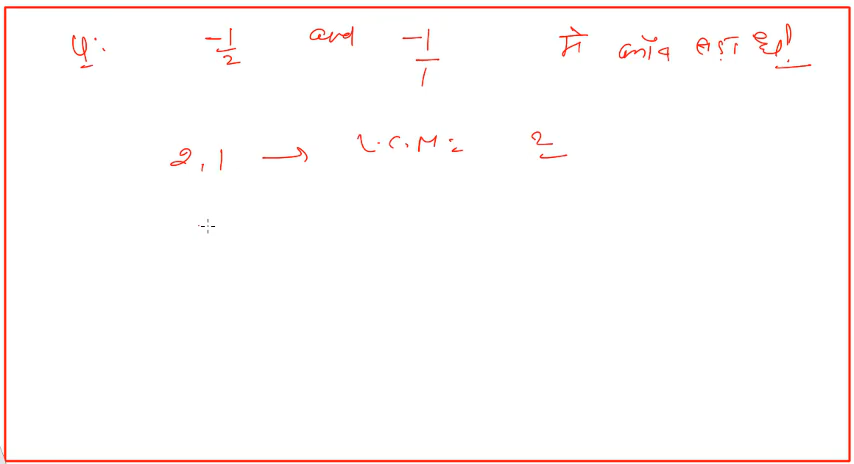 प्र: -1/2 and -1/1 में कौन बड़ा है!
2, 1 → L.C.M = 2